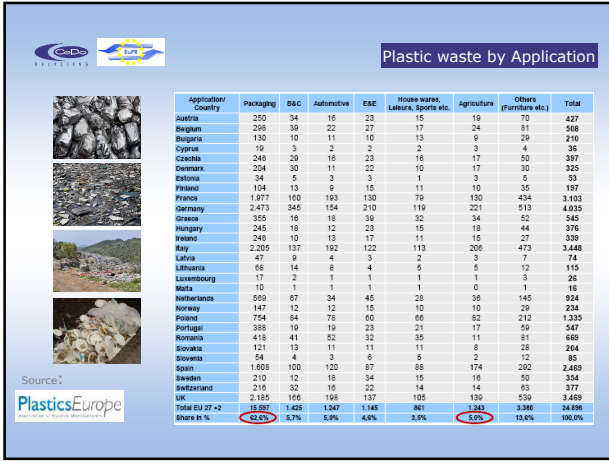 CeDo
RECYCLING
EuPR
Plastic waste by Application
Application/ Country Packaging B&C Automotive E&E House wares, Leisure, Sports etc. Agriculture Others (Furniture etc.) Total
Austria 250 34 16 23 15 19 70 427
Belgium 298 39 22 27 17 24 81 508
Bulgaria 130 10 11 10 13 9 29 210
Cyprus 19 3 2 2 2 3 4 36
Czechia 246 29 16 23 16 17 50 397
Denmark 204 30 11 22 10 17 30 325
Estonia 34 5 3 3 1 3 5 53
Finland 104 13 9 15 11 10 35 197
France 1.977 160 193 130 79 130 434 3.103
Germany 2.473 346 154 210 119 221 513 4.035
Greece 355 16 18 39 32 34 52 545
Hungary 245 18 12 23 15 18 44 376
Ireland 246 10 13 17 11 15 27 339
Italy 2.205 137 192 122 113 206 473 3.448
Latvia 47 9 4 3 2 3 7 74
Lithuania 68 14 8 4 5 5 12 115
Luxembourg 17 2 1 1 1 1 3 26
Malta 10 1 1 1 1 0 1 16
Netherlands 569 67 34 45 28 36 145 924
Norway 147 12 12 15 10 10 29 234
Poland 754 84 78 60 66 82 212 1.335
Portugal 388 19 19 23 21 17 59 547
Romania 418 41 52 32 35 11 81 669
Slovakia 121 13 11 11 11 8 28 204
Slovenia 54 4 3 6 5 2 12 85
Spain 1.608 100 120 87 88 174 292 2.469
Sweden 210 12 18 34 15 16 50 354
Switzerland 216 32 16 22 14 14 63 377
UK 2.185 166 198 137 105 139 539 3.469
Total EU 27 +2 15.597 1.425 1.247 1.145 861 1.243 3.380 24.898
Share in % 62,6% 5,7% 5,0% 4,6% 3,5% 5,0% 13,6% 100,0%
Source:
PlasticsEurope
Association of Plastics Manufacturers